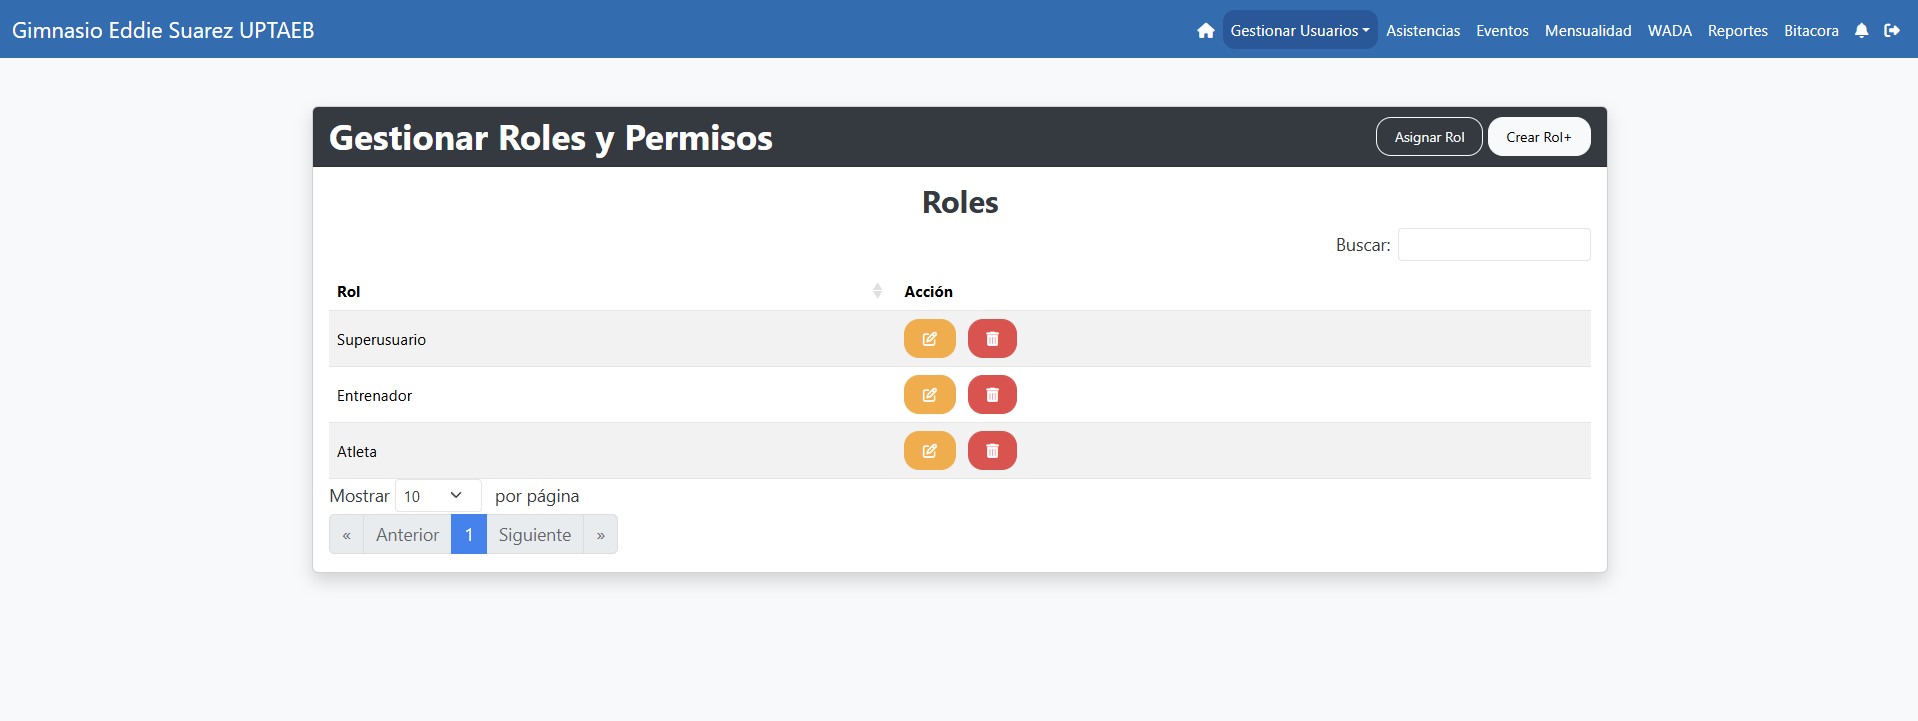 Gimnasio Eddie Suarez UPTAEB
Gestionar Usuarios Asistencias Eventos Mensualidad WADA Reportes Bitacora
Gestionar Roles y Permisos
Asignar Rol Crear Rol+
Roles
Buscar:
Rol Acción
Superusuario
Entrenador
Atleta
Mostrar 10 por página
« Anterior 1 Siguiente »